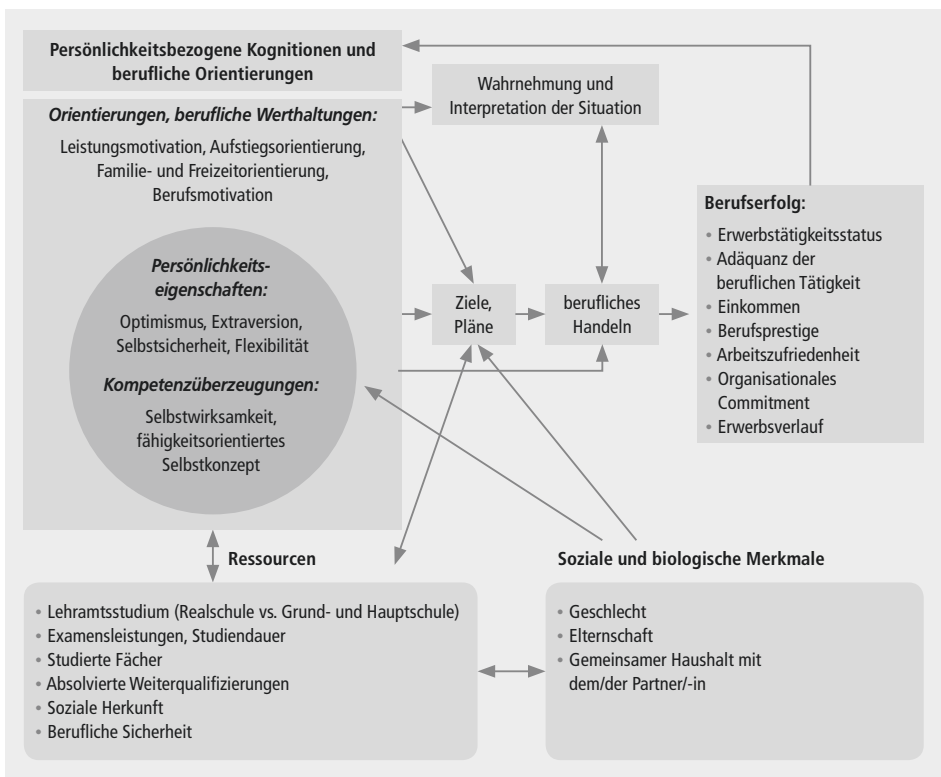 Persönlichkeitsbezogene Kognitionen und
berufliche Orientierungen
Orientierungen, berufliche Werthaltungen:
Leistungsmotivation, Aufstiegsorientierung,
Familie- und Freizeitorientierung,
Berufsmotivation
Persönlichkeits-
eigenschaften:
Optimismus, Extraversion,
Selbstsicherheit, Flexibilität
Kompetenzüberzeugungen:
Selbstwirksamkeit,
fähigkeitsorientiertes
Selbstkonzept
Wahrnehmung und
Interpretation der Situation
Ziele,
Pläne
berufliches
Handeln
Berufserfolg:
• Erwerbstätigkeitsstatus
• Adäquanz der
beruflichen Tätigkeit
• Einkommen
• Berufsprestige
• Arbeitszufriedenheit
• Organisationales
Commitment
• Erwerbsverlauf
Ressourcen
• Lehramtsstudium (Realschule vs. Grund- und Hauptschule)
• Examensleistungen, Studiendauer
• Studierte Fächer
• Absolvierte Weiterqualifizierungen
• Soziale Herkunft
• Berufliche Sicherheit
Soziale und biologische Merkmale
• Geschlecht
• Elternschaft
• Gemeinsamer Haushalt mit
dem/der Partner/-in